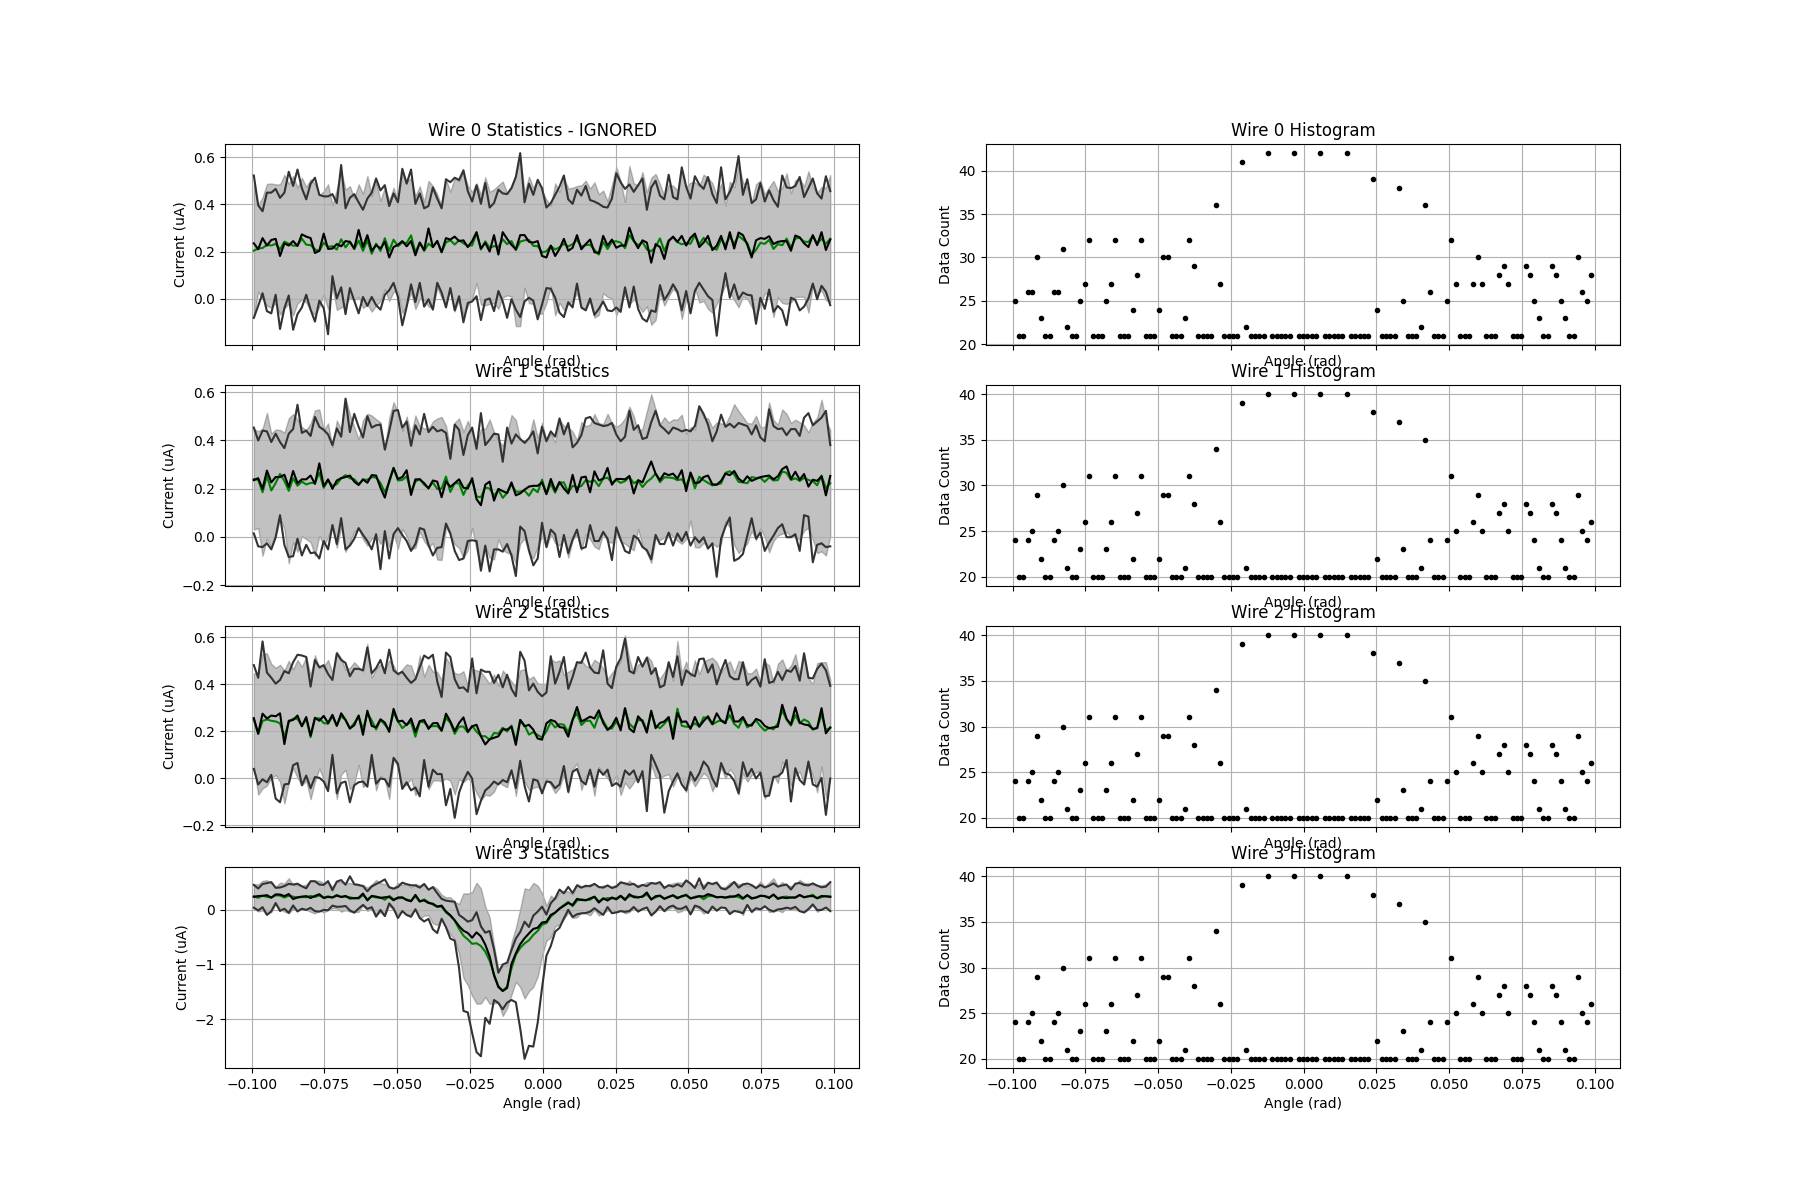 Wire 0 Statistics - IGNORED
Wire 0 Histogram
0.6
0.4
0.2
0.0
Current (uA)
Angle (rad)
40
35
30
25
20
Data Count
Angle (rad)
Wire 1 Statistics
Wire 1 Histogram
0.6
0.4
0.2
0.0
−0.2
Current (uA)
Angle (rad)
40
35
30
25
20
Data Count
Angle (rad)
Wire 2 Statistics
Wire 2 Histogram
0.6
0.4
0.2
0.0
−0.2
Current (uA)
Angle (rad)
40
35
30
25
20
Data Count
Angle (rad)
Wire 3 Statistics
Wire 3 Histogram
0
−1
−2
Current (uA)
−0.100 −0.075 −0.050 −0.025 0.000 0.025 0.050 0.075 0.100
Angle (rad)
40
35
30
25
20
Data Count
−0.100 −0.075 −0.050 −0.025 0.000 0.025 0.050 0.075 0.100
Angle (rad)